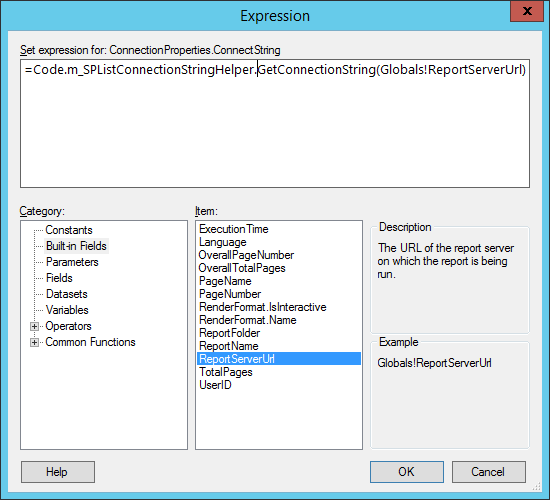 Expression
Set expression for: ConnectionProperties.ConnectString
=Code.m_SPListConnectionStringHelper.GetConnectionString(Globals!ReportServerUrl)
Category:
Constants
Built-in Fields
Parameters
Fields
Datasets
Variables
Operators
Common Functions
Item:
ExecutionTime
Language
OverallPageNumber
OverallTotalPages
PageName
PageNumber
RenderFormat.IsInteractive
RenderFormat.Name
ReportFolder
ReportName
ReportServerUrl
TotalPages
UserID
Description
The URL of the report server
on which the report is being
run.
Example
Globals!ReportServerUrl
Help
OK
Cancel